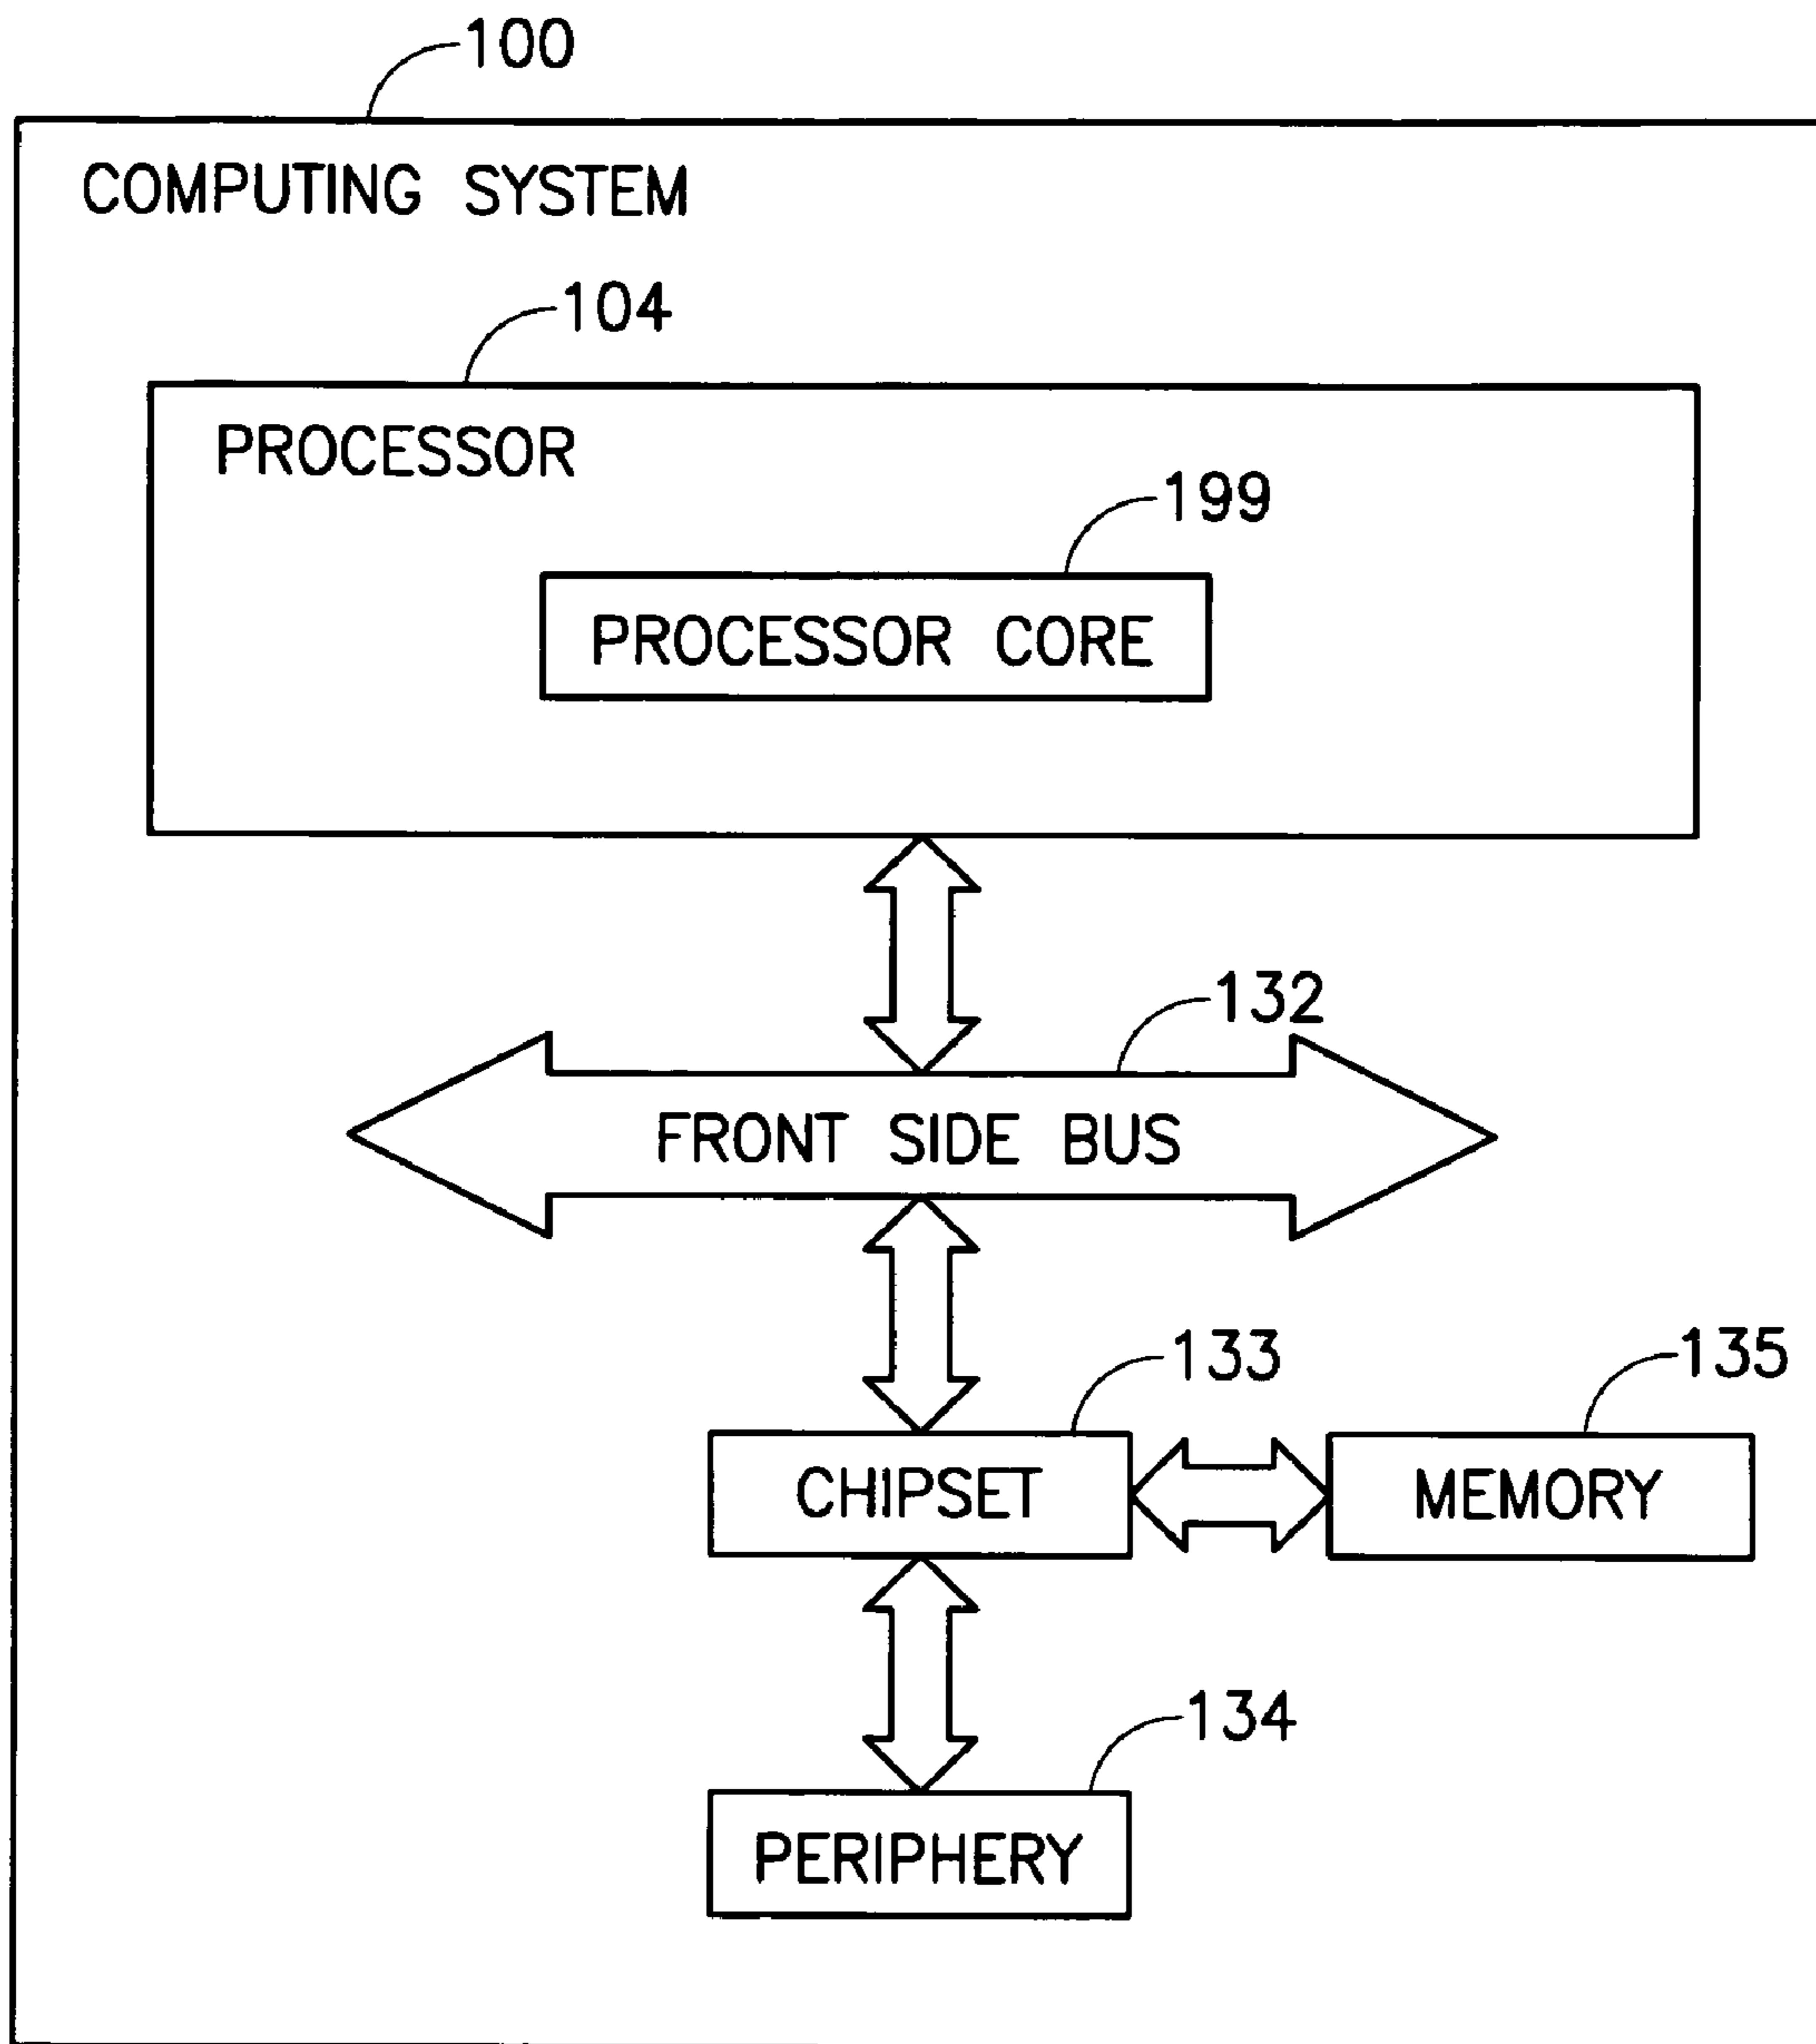 100
COMPUTING SYSTEM
104
PROCESSOR
199
PROCESSOR CORE
132
FRONT SIDE BUS
133
135
CHIPSET
MEMORY
134
PERIPHERY